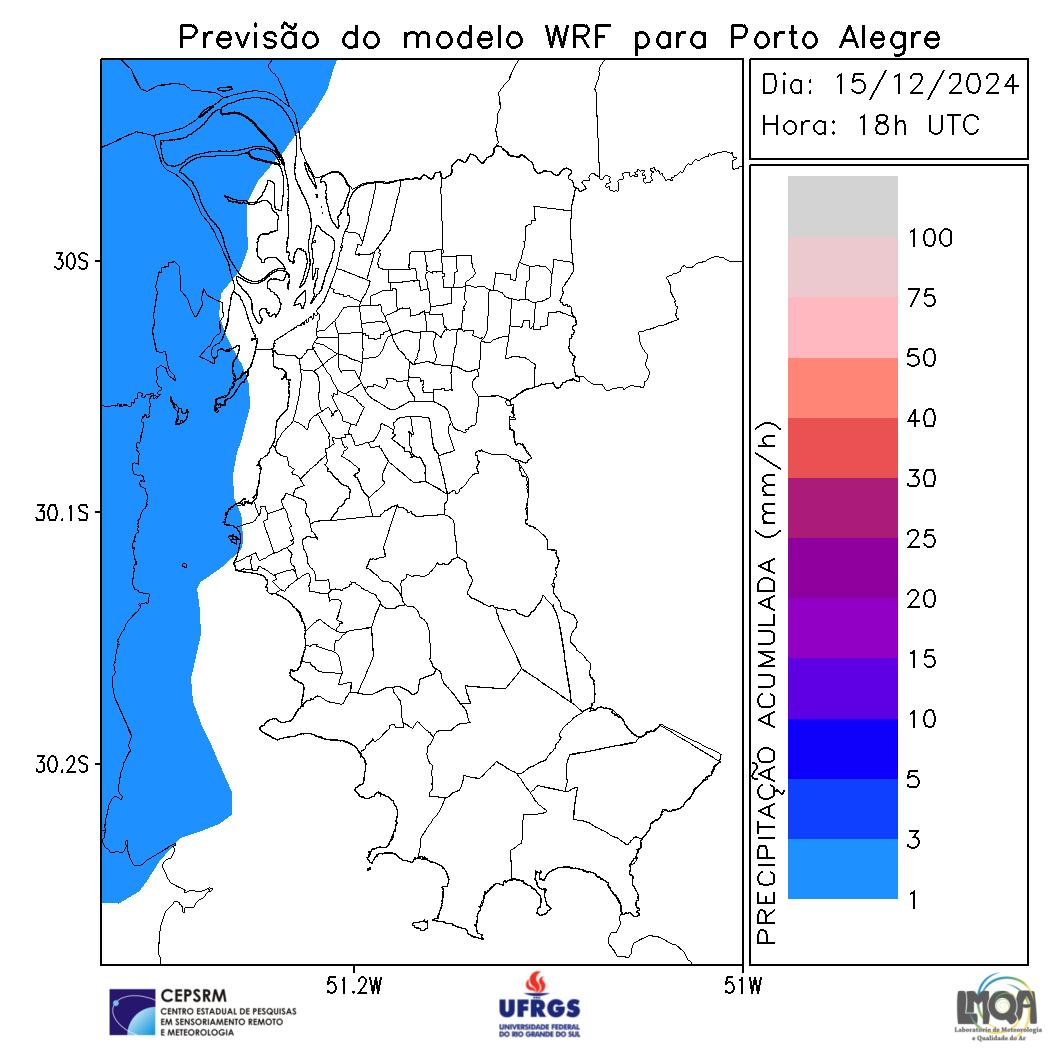 Previsão do modelo WRF para Porto Alegre
Dia: 15/12/2024
Hora: 18h UTC
30S
30.1S
30.2S
51.2W
51W
PRECIPITAÇÃO ACUMULADA (mm/h)
100
75
50
40
30
25
20
15
10
5
3
1
CEPSRM
CENTRO ESTADUAL DE PESQUISAS
EM SENSORIAMENTO REMOTO
E METEOROLOGIA
UFRGS
UNIVERSIDADE FEDERAL
DO RIO GRANDE DO SUL
LMQA
Laboratório de Meteorologia
e Qualidade do Ar